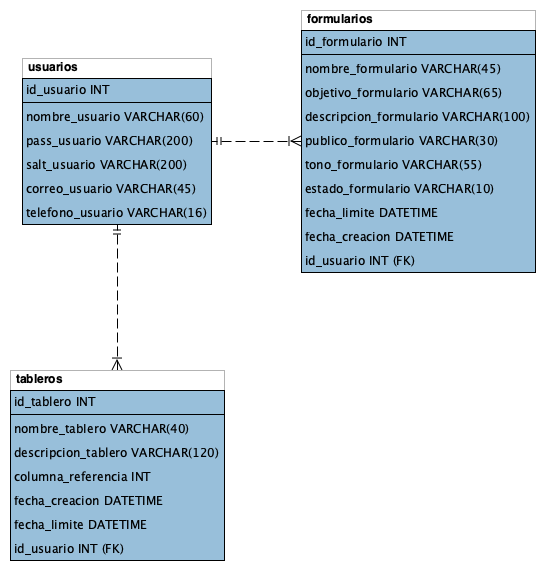 usuarios
id_usuario INT
nombre_usuario VARCHAR(60)
pass_usuario VARCHAR(200)
salt_usuario VARCHAR(200)
correo_usuario VARCHAR(45)
telefono_usuario VARCHAR(16)
formularios
id_formulario INT
nombre_formulario VARCHAR(45)
objetivo_formulario VARCHAR(65)
descripcion_formulario VARCHAR(100)
publico_formulario VARCHAR(30)
tono_formulario VARCHAR(55)
estado_formulario VARCHAR(10)
fecha_limite DATETIME
fecha_creacion DATETIME
id_usuario INT (FK)
tableros
id_tablero INT
nombre_tablero VARCHAR(40)
descripcion_tablero VARCHAR(120)
columna_referencia INT
fecha_creacion DATETIME
fecha_limite DATETIME
id_usuario INT (FK)